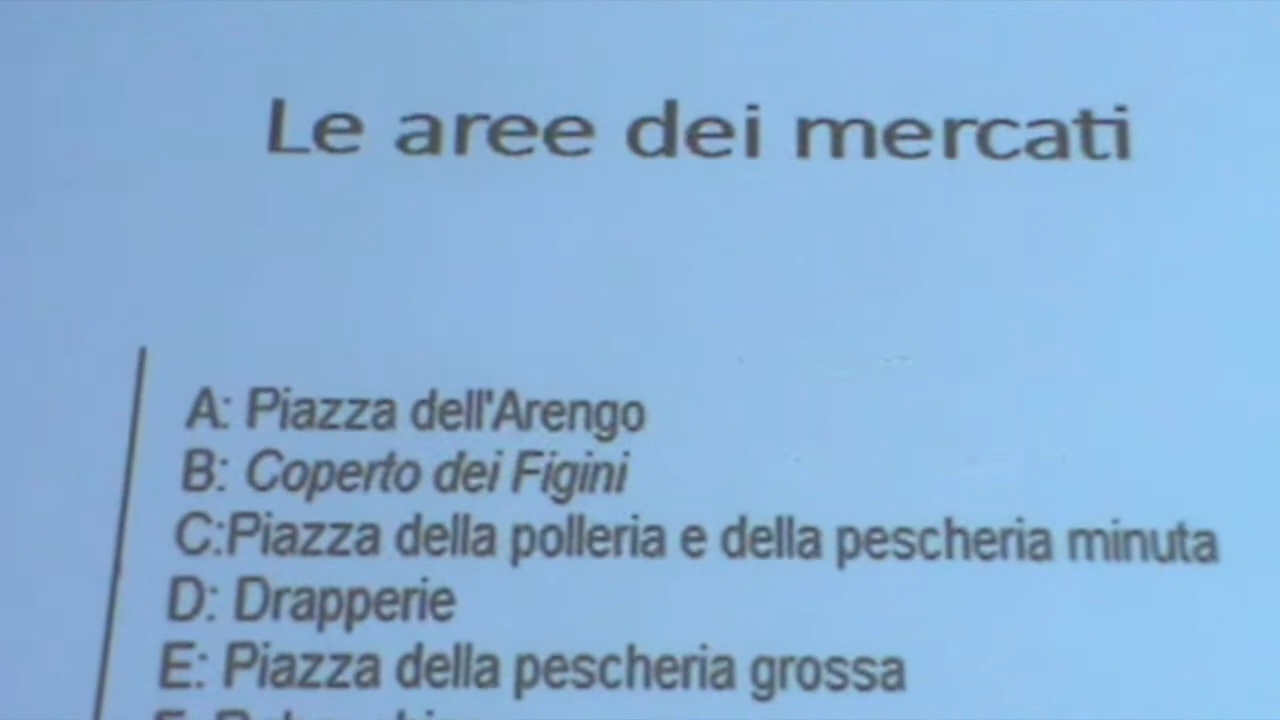 Le aree dei mercati
A: Piazza dell'Arengo
B: Coperto dei Figini
C:Piazza della polleria e della pescheria minuta
D: Drapperie
E: Piazza della pescheria grossa